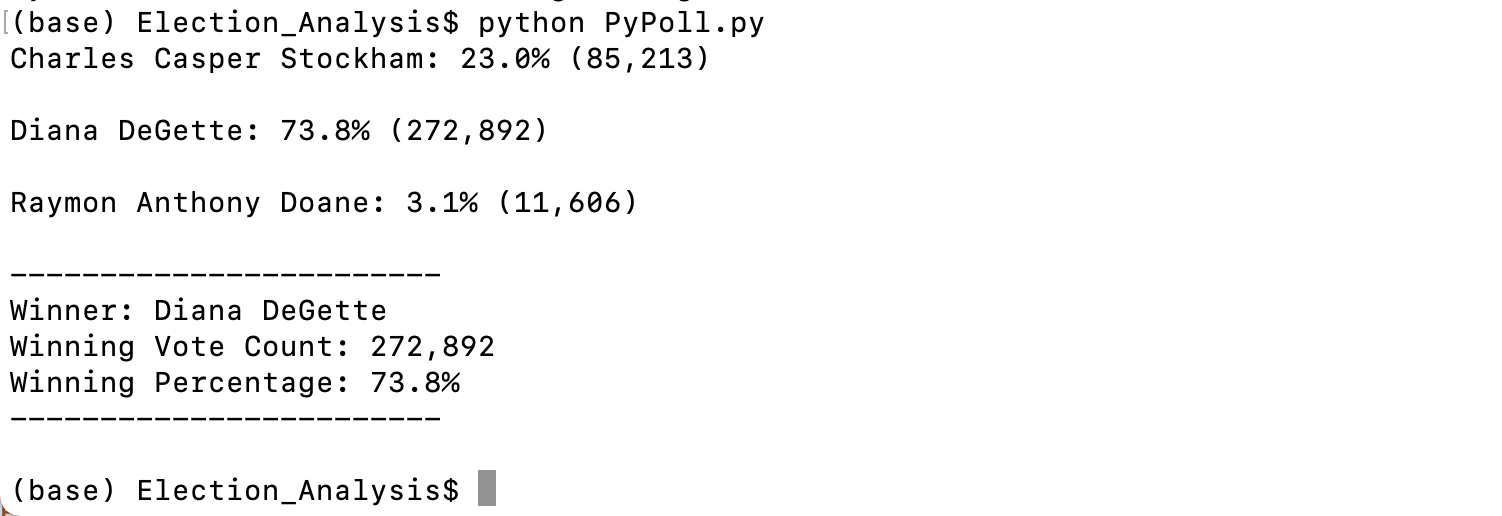 (base) Election_Analysis$ python PyPoll.py
Charles Casper Stockham: 23.0% (85,213)
Diana DeGette: 73.8% (272,892)
Raymon Anthony Doane: 3.1% (11,606)
------------------------
Winner: Diana DeGette
Winning Vote Count: 272,892
Winning Percentage: 73.8%
------------------------
(base) Election_Analysis$